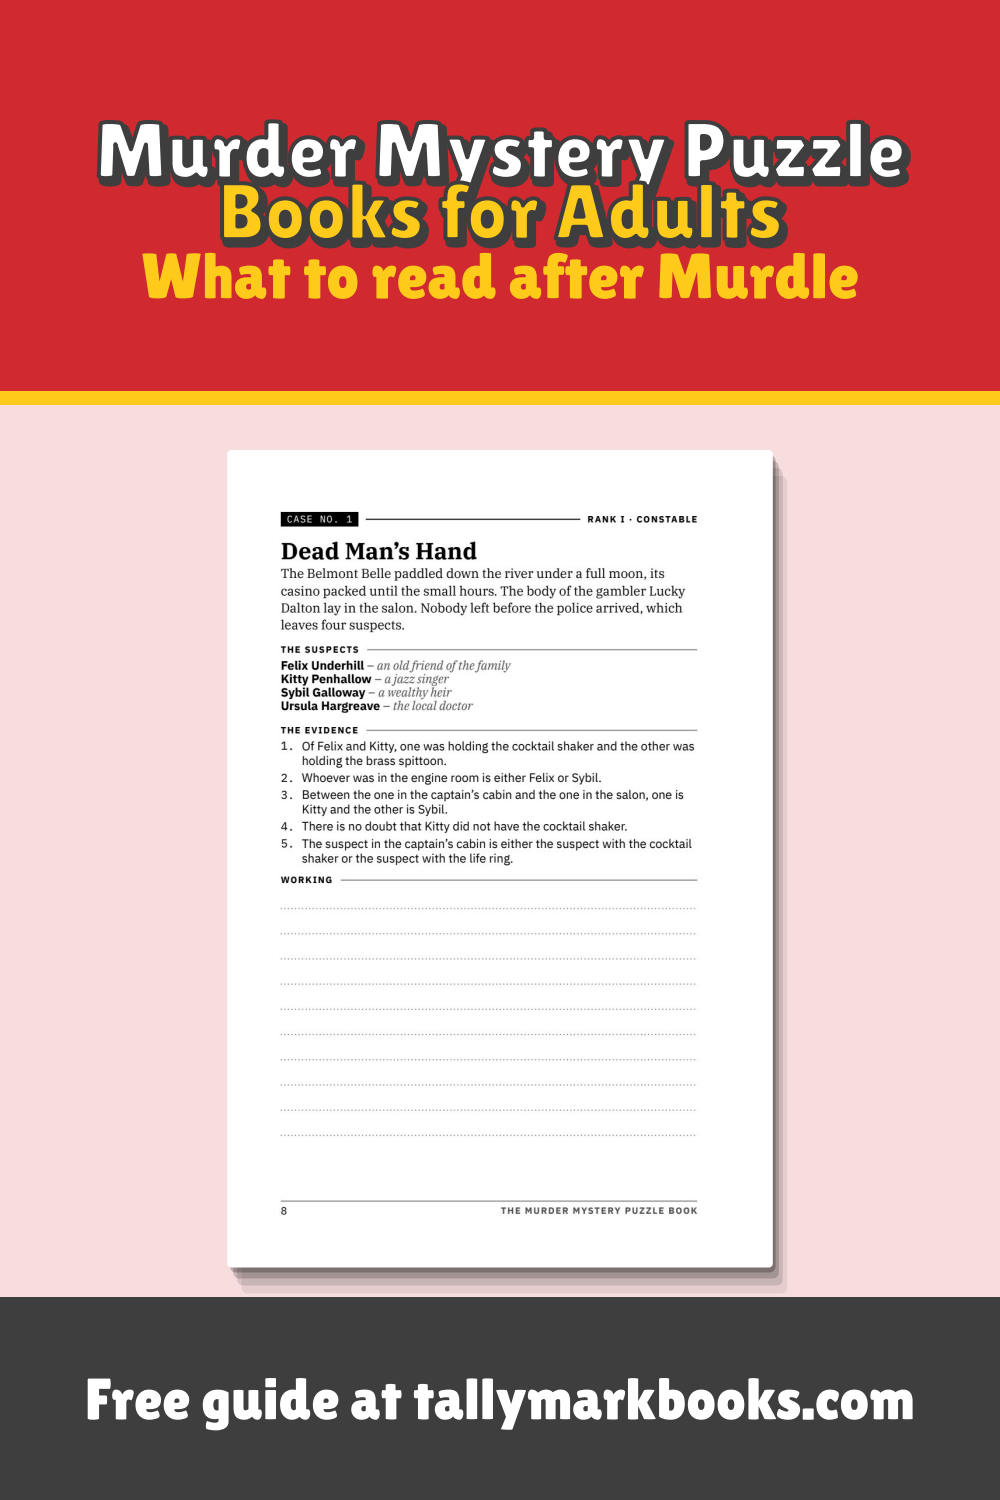 Murder Mystery Puzzle
Books for Adults
What to read after Murdle
CASE NO. 1
RANK I · CONSTABLE
Dead Man’s Hand
The Belmont Belle paddled down the river under a full moon, its
casino packed until the small hours. The body of the gambler Lucky
Dalton lay in the salon. Nobody left before the police arrived, which
leaves four suspects.
THE SUSPECTS
Felix Underhill – an old friend of the family
Kitty Penhallow – a jazz singer
Sybil Galloway – a wealthy heir
Ursula Hargreave – the local doctor
THE EVIDENCE
1. Of Felix and Kitty, one was holding the cocktail shaker and the other was
holding the brass spittoon.
2. Whoever was in the engine room is either Felix or Sybil.
3. Between the one in the captain’s cabin and the one in the salon, one is
Kitty and the other is Sybil.
4. There is no doubt that Kitty did not have the cocktail shaker.
5. The suspect in the captain’s cabin is either the suspect with the cocktail
shaker or the suspect with the life ring.
WORKING
8
THE MURDER MYSTERY PUZZLE BOOK
Free guide at tallymarkbooks.com